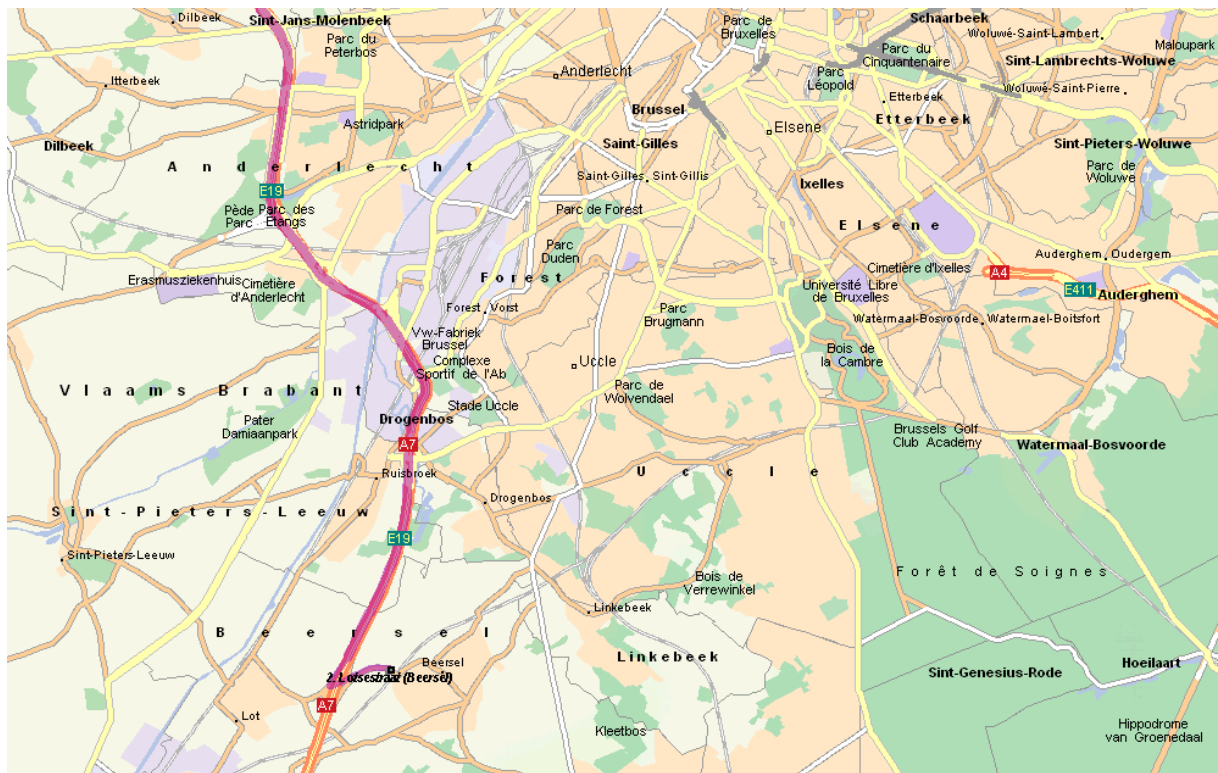 Dilbeek
Sint-Jans-Molenbeek
Parc du
Peterbos
Parc de
Bruxelles
Schaarbeek
Woluwé-Saint-Lambert
Maloupark
Parc du
Cinquantenaire
Sint-Lambrechts-Woluwe
Itterbeek
Anderlecht
Parc
Léopold
Woluwé-Saint-Pierre
Etterbeek
Brussel
Etterbeek
Astridpark
Elsene
Dilbeek
Saint-Gilles
Sint-Pieters-Woluwe
Anderlecht
Parc de
Woluwe
Saint-Gilles
Sint-Gillis
Ixelles
E19
Pède
Parc
Parc des
Etangs
Parc de Forest
Elsene
Parc
Duden
Auderghem
Oudergem
Erasmusziekenhuis
Cimetière
d'Anderlecht
Forest
Cimetière d'Ixelles
A4
Université Libre
de Bruxelles
E411
Auderghem
Forest
Vorst
Parc
Brugmann
Watermaal-Bosvoorde
Watermael-Boitsfort
Vw-Fabriek
Brussel
Complexe
Sportif de l'Ab
Uccle
Bois de
la Cambre
Vlaams Brabant
Parc de
Wolvendael
Stade Uccle
Pater
Damiaanpark
Drogenbos
Brussels Golf
Club Academy
Watermaal-Bosvoorde
A7
Ruisbroek
Uccle
Drogenbos
Sint-Pieters-Leeuw
E19
Sint-Pieters-Leeuw
Bois de
Verrewinkel
Forêt de Soignes
Linkebeek
Beersel
Linkebeek
Beersel
Hoeilaart
Sint-Genesius-Rode
A7
Lot
Kleetbos
Hippodrome
van Groenedaal